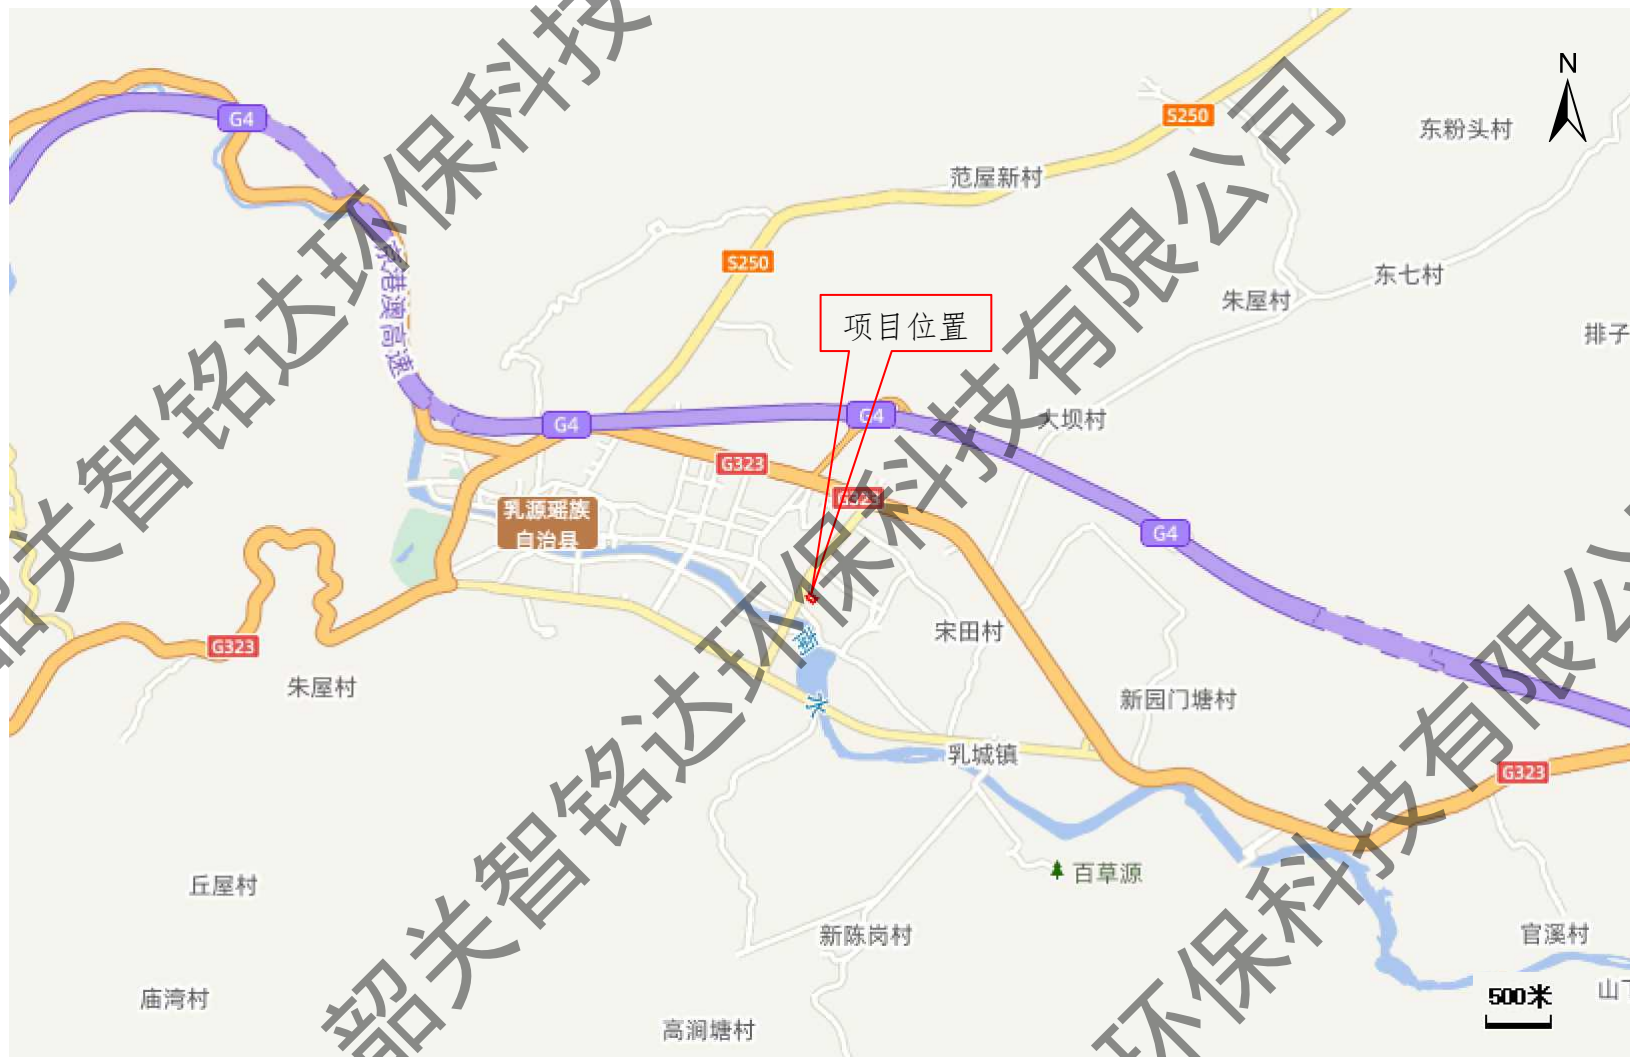 N
G4
S250
东粉头村
范屋新村
京港澳高速
S250
东七村
朱屋村
项目位置
排子
G4
G4
大坝村
G323
G323
乳源瑶族
自治县
G4
宋田村
G323
朱屋村
水
新园门塘村
乳城镇
G323
百草源
丘屋村
新陈岗村
官溪村
庙湾村
500米
山下
高涧塘村
韶关智铭达环保科技
韶关智铭达环保科技有限公司
环保科技有限公